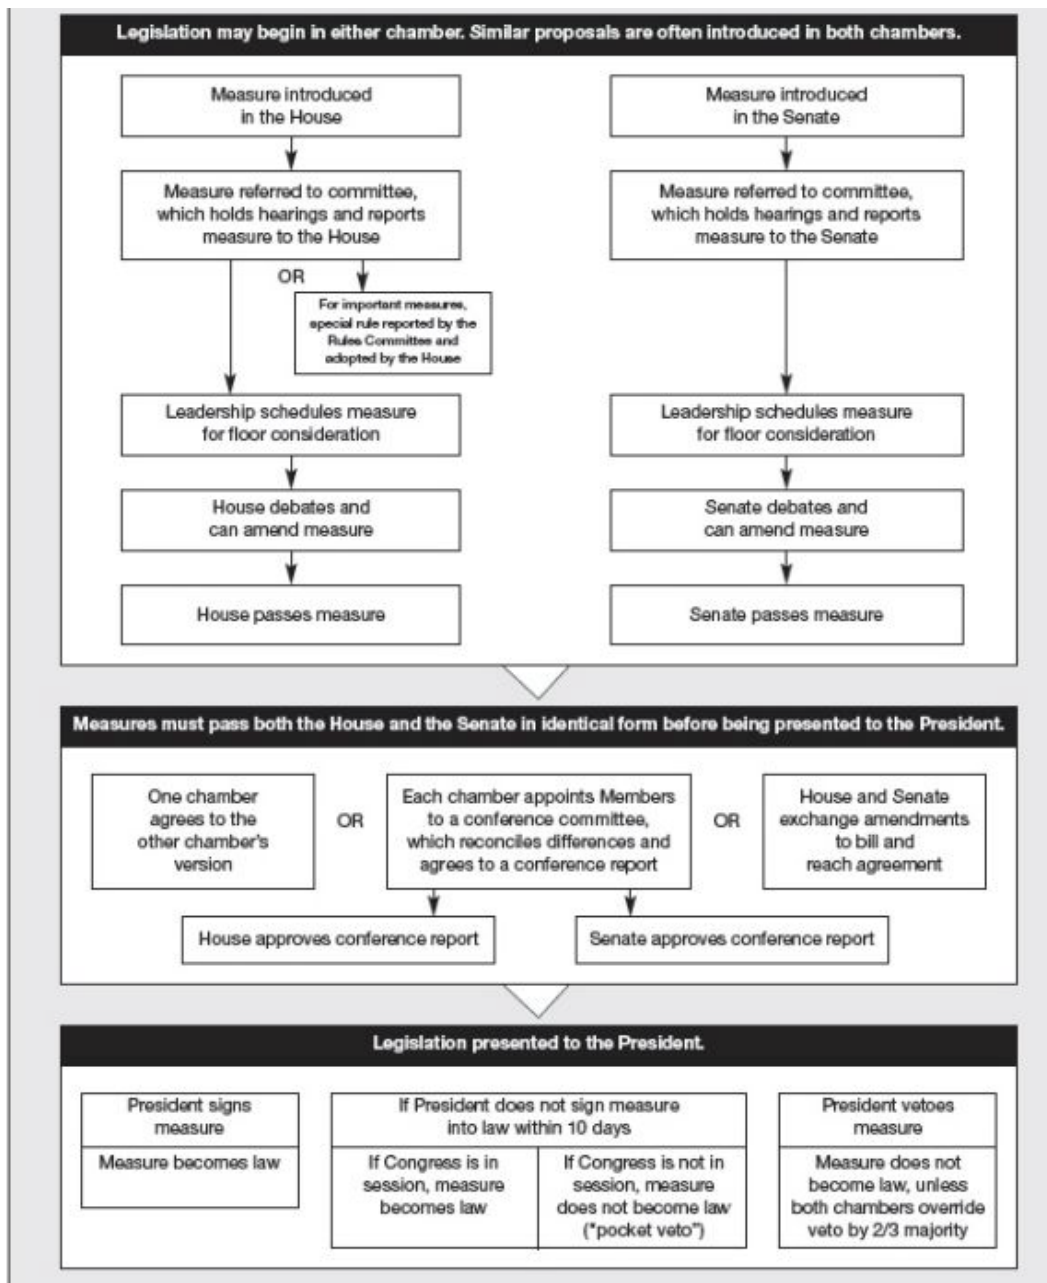 Legislation may begin in either chamber. Similar proposals are often introduced in both chambers.
Measure introduced
in the House
Measure referred to committee,
which holds hearings and reports
measure to the House
OR
For important measures,
special rule reported by the
Rules Committee and
adopted by the House
Leadership schedules measure
for floor consideration
House debates and
can amend measure
House passes measure
Measure introduced
in the Senate
Measure referred to committee,
which holds hearings and reports
measure to the Senate
Leadership schedules measure
for floor consideration
Senate debates and
can amend measure
Senate passes measure
Measures must pass both the House and the Senate in identical form before being presented to the President.
One chamber
agrees to the
other chamber's
version
OR
Each chamber appoints Members
to a conference committee,
which reconciles differences and
agrees to a conference report
OR
House and Senate
exchange amendments
to bill and
reach agreement
House approves conference report
Senate approves conference report
Legislation presented to the President.
President signs
measure
Measure becomes law
If President does not sign measure
into law within 10 days
If Congress is in
session, measure
becomes law
If Congress is not in
session, measure
does not become law
("pocket veto")
President vetoes
measure
Measure does not
become law, unless
both chambers override
veto by 2/3 majority